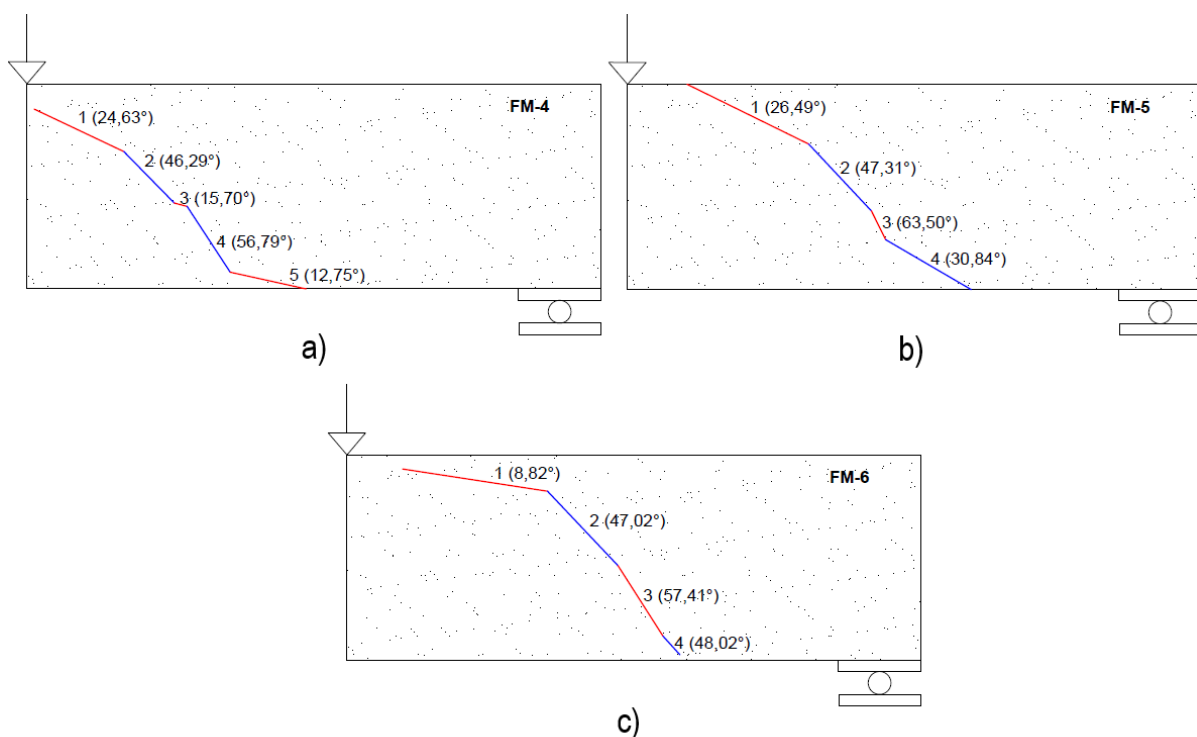 FM-4
1 (24,63°)
2 (46,29°)
3 (15,70°)
4 (56,79°)
5 (12,75°)
a)
FM-5
1 (26,49°)
2 (47,31°)
3 (63,50°)
4 (30,84°)
b)
FM-6
1 (8,82°)
2 (47,02°)
3 (57,41°)
4 (48,02°)
c)